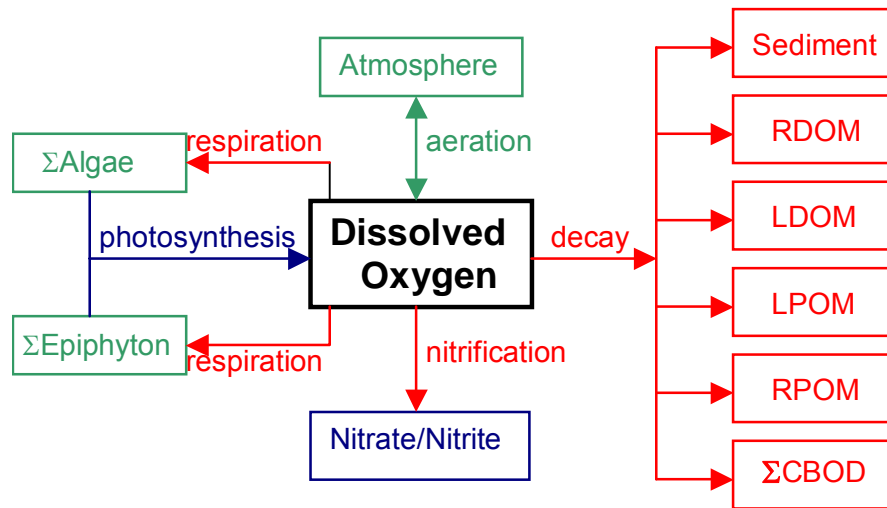 Atmosphere
Sediment
respiration
aeration
RDOM
ΣAlgae
photosynthesis
Dissolved
Oxygen
decay
LDOM
LPOM
ΣEpiphyton
respiration
nitrification
RPOM
Nitrate/Nitrite
ΣCBOD